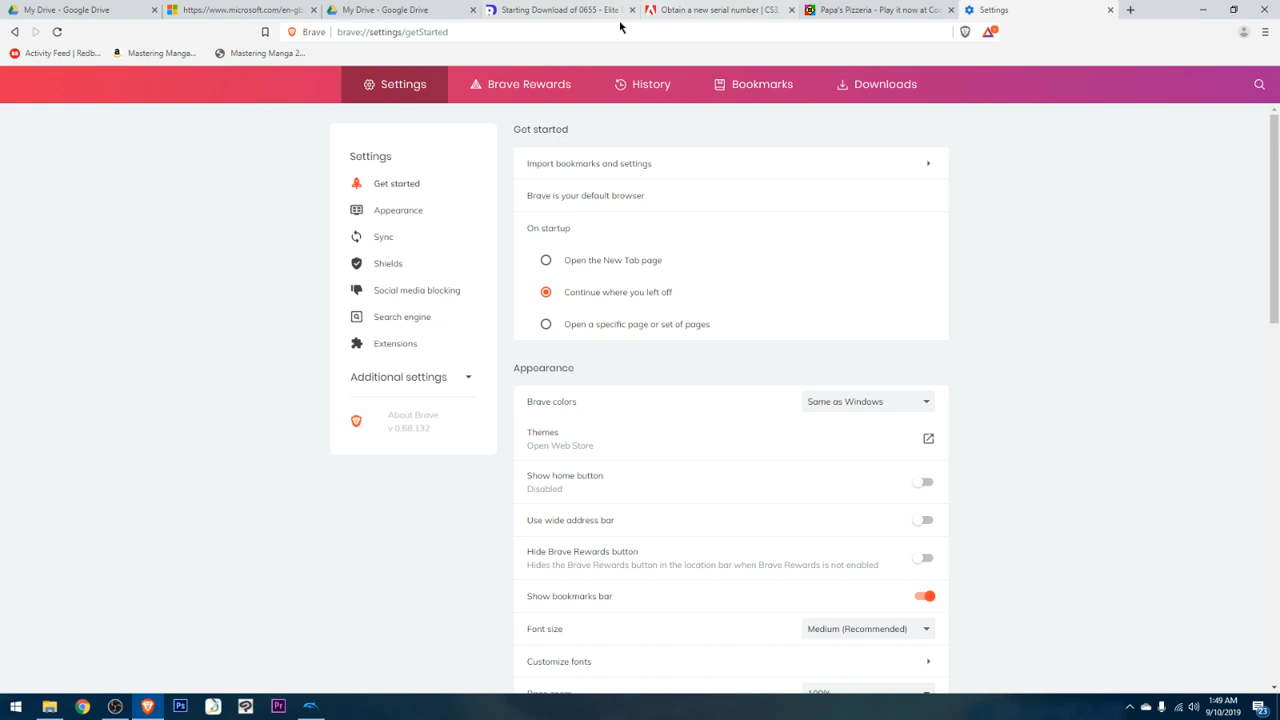 My Drive - Google Drive
https://www.microsoft.com/en-gb
My Drive - Google Drive
Starting Download of 0655 - Elite
Obtain a new serial number | CS3,
Papa's Pizzeria - Play it now at Co
Settings
Brave
brave://settings/getStarted
Activity Feed | Redb...
Mastering Manga...
Mastering Manga 2...
Settings
Brave Rewards
History
Bookmarks
Downloads
Settings
Get started
Appearance
Sync
Shields
Social media blocking
Search engine
Extensions
Additional settings
About Brave
v 0.68.132
Get started
Import bookmarks and settings
Brave is your default browser
On startup
Open the New Tab page
Continue where you left off
Open a specific page or set of pages
Appearance
Brave colors
Same as Windows
Themes
Open Web Store
Show home button
Disabled
Use wide address bar
Hide Brave Rewards button
Hides the Brave Rewards button in the location bar when Brave Rewards is not enabled
Show bookmarks bar
Font size
Medium (Recommended)
Customize fonts
Page zoom
100%
Ps
Pr
1:49 AM
9/10/2019
23